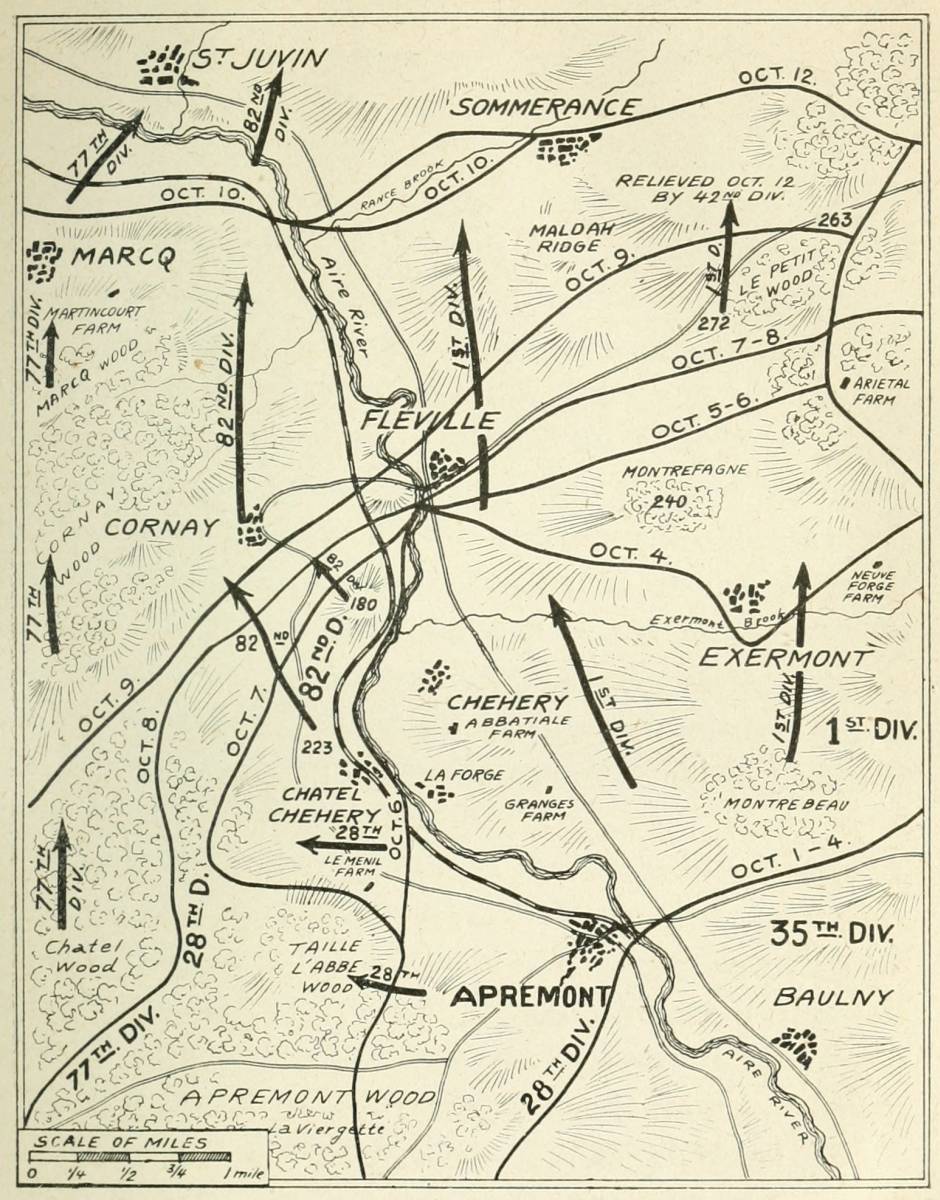 ST. JUVIN
82ND DIV.
77TH DIV.
OCT. 12.
SOMMERANCE
RANCE BROOK
OCT. 10.
OCT. 10.
RELIEVED OCT. 12
BY 42ND DIV.
263
MARCQ
MALDAH
RIDGE
OCT. 9.
1ST D.
LE PETIT
WOOD
Aire River
MARTINCOURT
FARM
77TH DIV.
MARCQ WOOD
82ND DIV.
1ST DIV.
272
OCT. 7-8.
ARIETAL
FARM
FLEVILLE
OCT. 5-6.
MONTREFAGNE
240
CORNAY
CORNAY
WOOD
OCT. 4.
82ND
180
NEUVE
FORGE
FARM
77TH
Exermont Brook
82ND
82ND D.
EXERMONT
OCT. 9.
OCT. 8.
OCT. 7.
CHEHERY
ABBATIALE
FARM
1ST DIV.
1ST DIV.
1ST. DIV.
223
LA FORGE
CHATEL
CHEHERY
GRANGES
FARM
MONTREBEAU
28TH
OCT. 6.
LE MENIL
FARM
OCT. 1-4.
77TH DIV.
28TH D.
Chatel
Wood
TAILLE
L'ABBE
WOOD
28TH
35TH DIV.
APREMONT
BAULNY
77TH DIV.
28TH DIV.
AIRE RIVER
APREMONT WOOD
La Viergette
SCALE OF MILES
0 1/4 1/2 3/4 1 mile